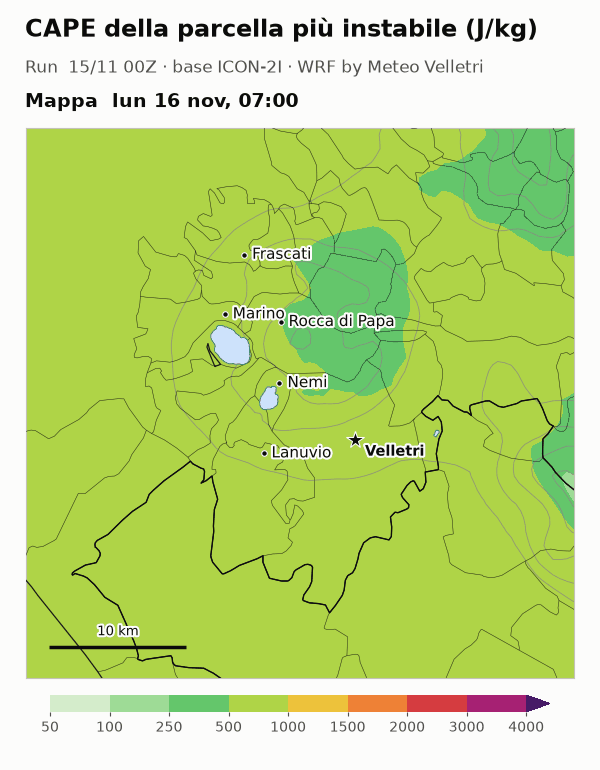 CAPE della parcella più instabile (J/kg)
Run  15/11 00Z · base ICON-2I · WRF by Meteo Velletri
Mappa  lun 16 nov, 07:00
Frascati
Marino
Rocca di Papa
Nemi
Velletri
Lanuvio
10 km
50 100 250 500 1000 1500 2000 3000 4000